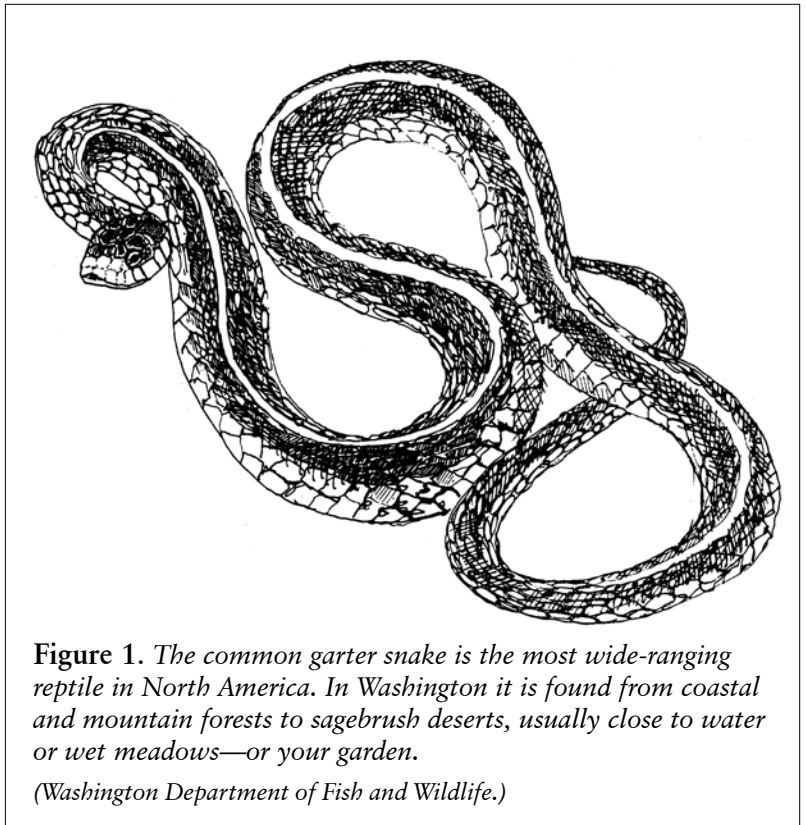 Figure 1. The common garter snake is the most wide-ranging
reptile in North America. In Washington it is found from coastal
and mountain forests to sagebrush deserts, usually close to water
or wet meadows—or your garden.
(Washington Department of Fish and Wildlife.)